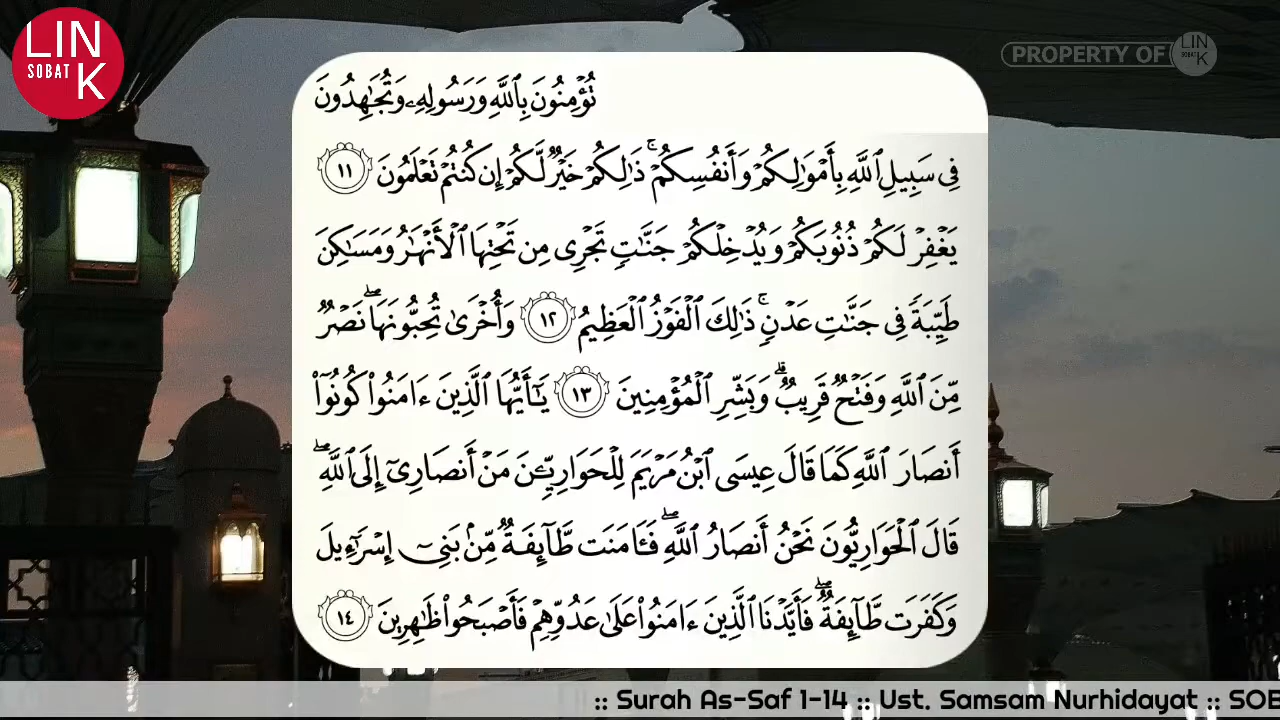 LIN
SOBAT K
PROPERTY OF LIN SOBAT K
تُؤْمِنُونَ بِٱللَّهِ وَرَسُولِهِۦ وَتُجَـٰهِدُونَ
فِى سَبِيلِ ٱللَّهِ بِأَمْوَٰلِكُمْ وَأَنفُسِكُمْ ۚ ذَٰلِكُمْ خَيْرٌ لَّكُمْ إِن كُنتُمْ تَعْلَمُونَ ١١
يَغْفِرْ لَكُمْ ذُنُوبَكُمْ وَيُدْخِلْكُمْ جَنَّـٰتٍ تَجْرِى مِن تَحْتِهَا ٱلْأَنْهَـٰرُ وَمَسَـٰكِنَ
طَيِّبَةً فِى جَنَّـٰتِ عَدْنٍ ۚ ذَٰلِكَ ٱلْفَوْزُ ٱلْعَظِيمُ ١٢ وَأُخْرَىٰ تُحِبُّونَهَا ۖ نَصْرٌ
مِّنَ ٱللَّهِ وَفَتْحٌ قَرِيبٌ ۗ وَبَشِّرِ ٱلْمُؤْمِنِينَ ١٣ يَـٰٓأَيُّهَا ٱلَّذِينَ ءَامَنُوا۟ كُونُوٓا۟
أَنصَارَ ٱللَّهِ كَمَا قَالَ عِيسَى ٱبْنُ مَرْيَمَ لِلْحَوَارِيِّـۧنَ مَنْ أَنصَارِىٓ إِلَى ٱللَّهِ ۖ
قَالَ ٱلْحَوَارِيُّونَ نَحْنُ أَنصَارُ ٱللَّهِ ۖ فَـَٔامَنَت طَّآئِفَةٌ مِّنۢ بَنِىٓ إِسْرَٰٓءِيلَ
وَكَفَرَت طَّآئِفَةٌ ۖ فَأَيَّدْنَا ٱلَّذِينَ ءَامَنُوا۟ عَلَىٰ عَدُوِّهِمْ فَأَصْبَحُوا۟ ظَـٰهِرِينَ ١٤
:: Surah As-Saf 1-14 :: Ust. Samsam Nurhidayat :: SOB